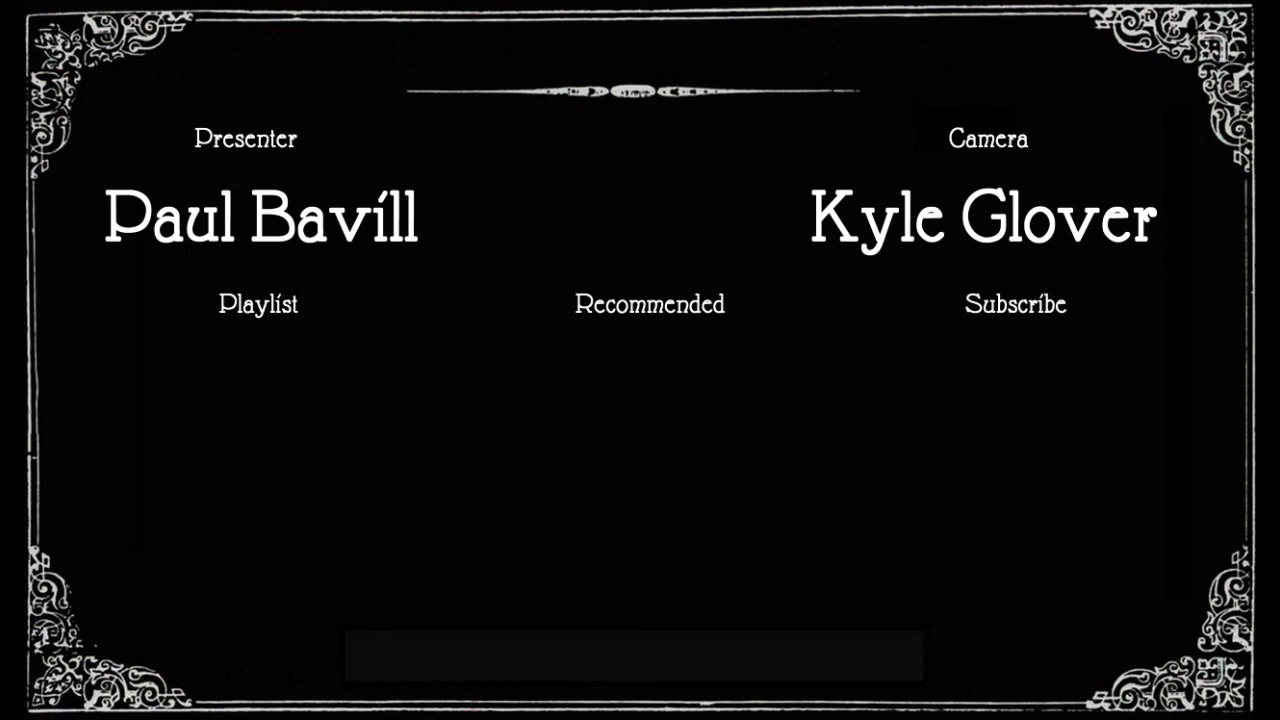 Presenter
Camera
Paul Bavill
Kyle Glover
Playlist
Recommended
Subscribe